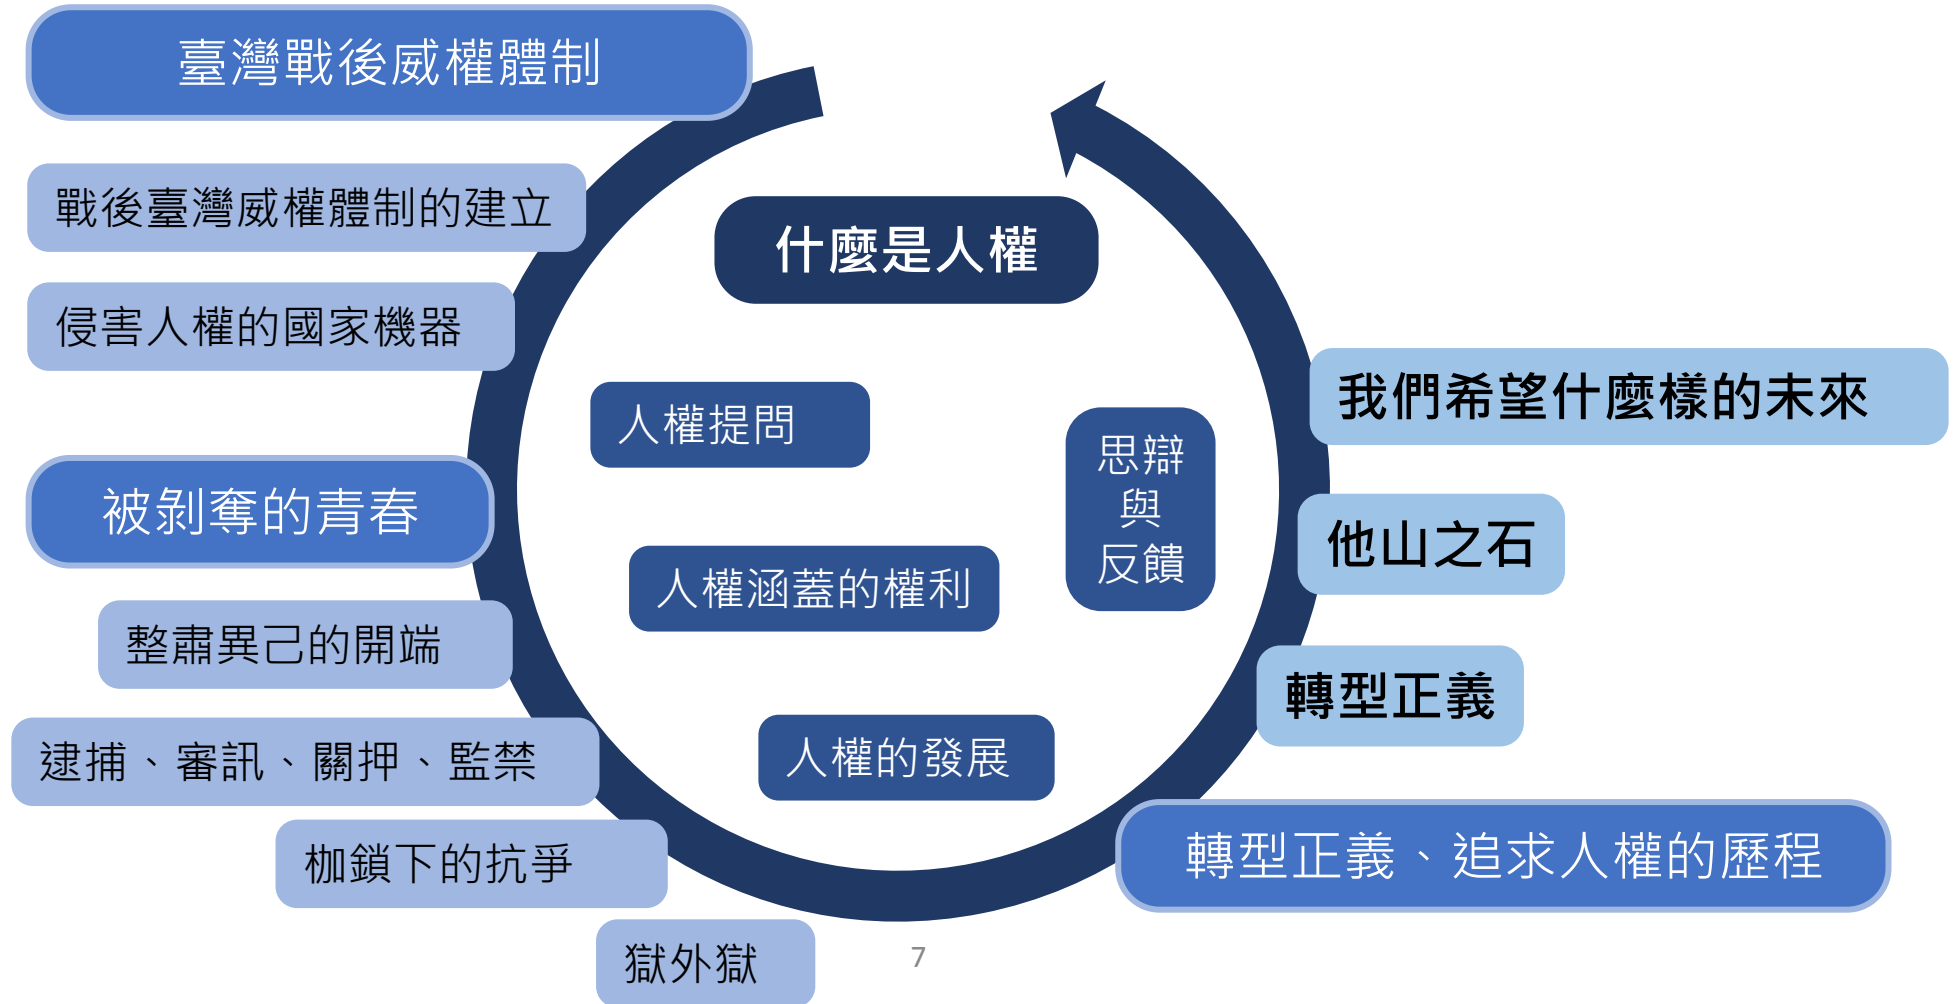 臺灣戰後威權體制
戰後臺灣威權體制的建立
侵害人權的國家機器
被剝奪的青春
整肅異己的開端
逮捕、審訊、關押、監禁
枷鎖下的抗爭
獄外獄
什麼是人權
人權提問
人權涵蓋的權利
人權的發展
思辯
與
反饋
我們希望什麼樣的未來
他山之石
轉型正義
轉型正義、追求人權的歷程
7